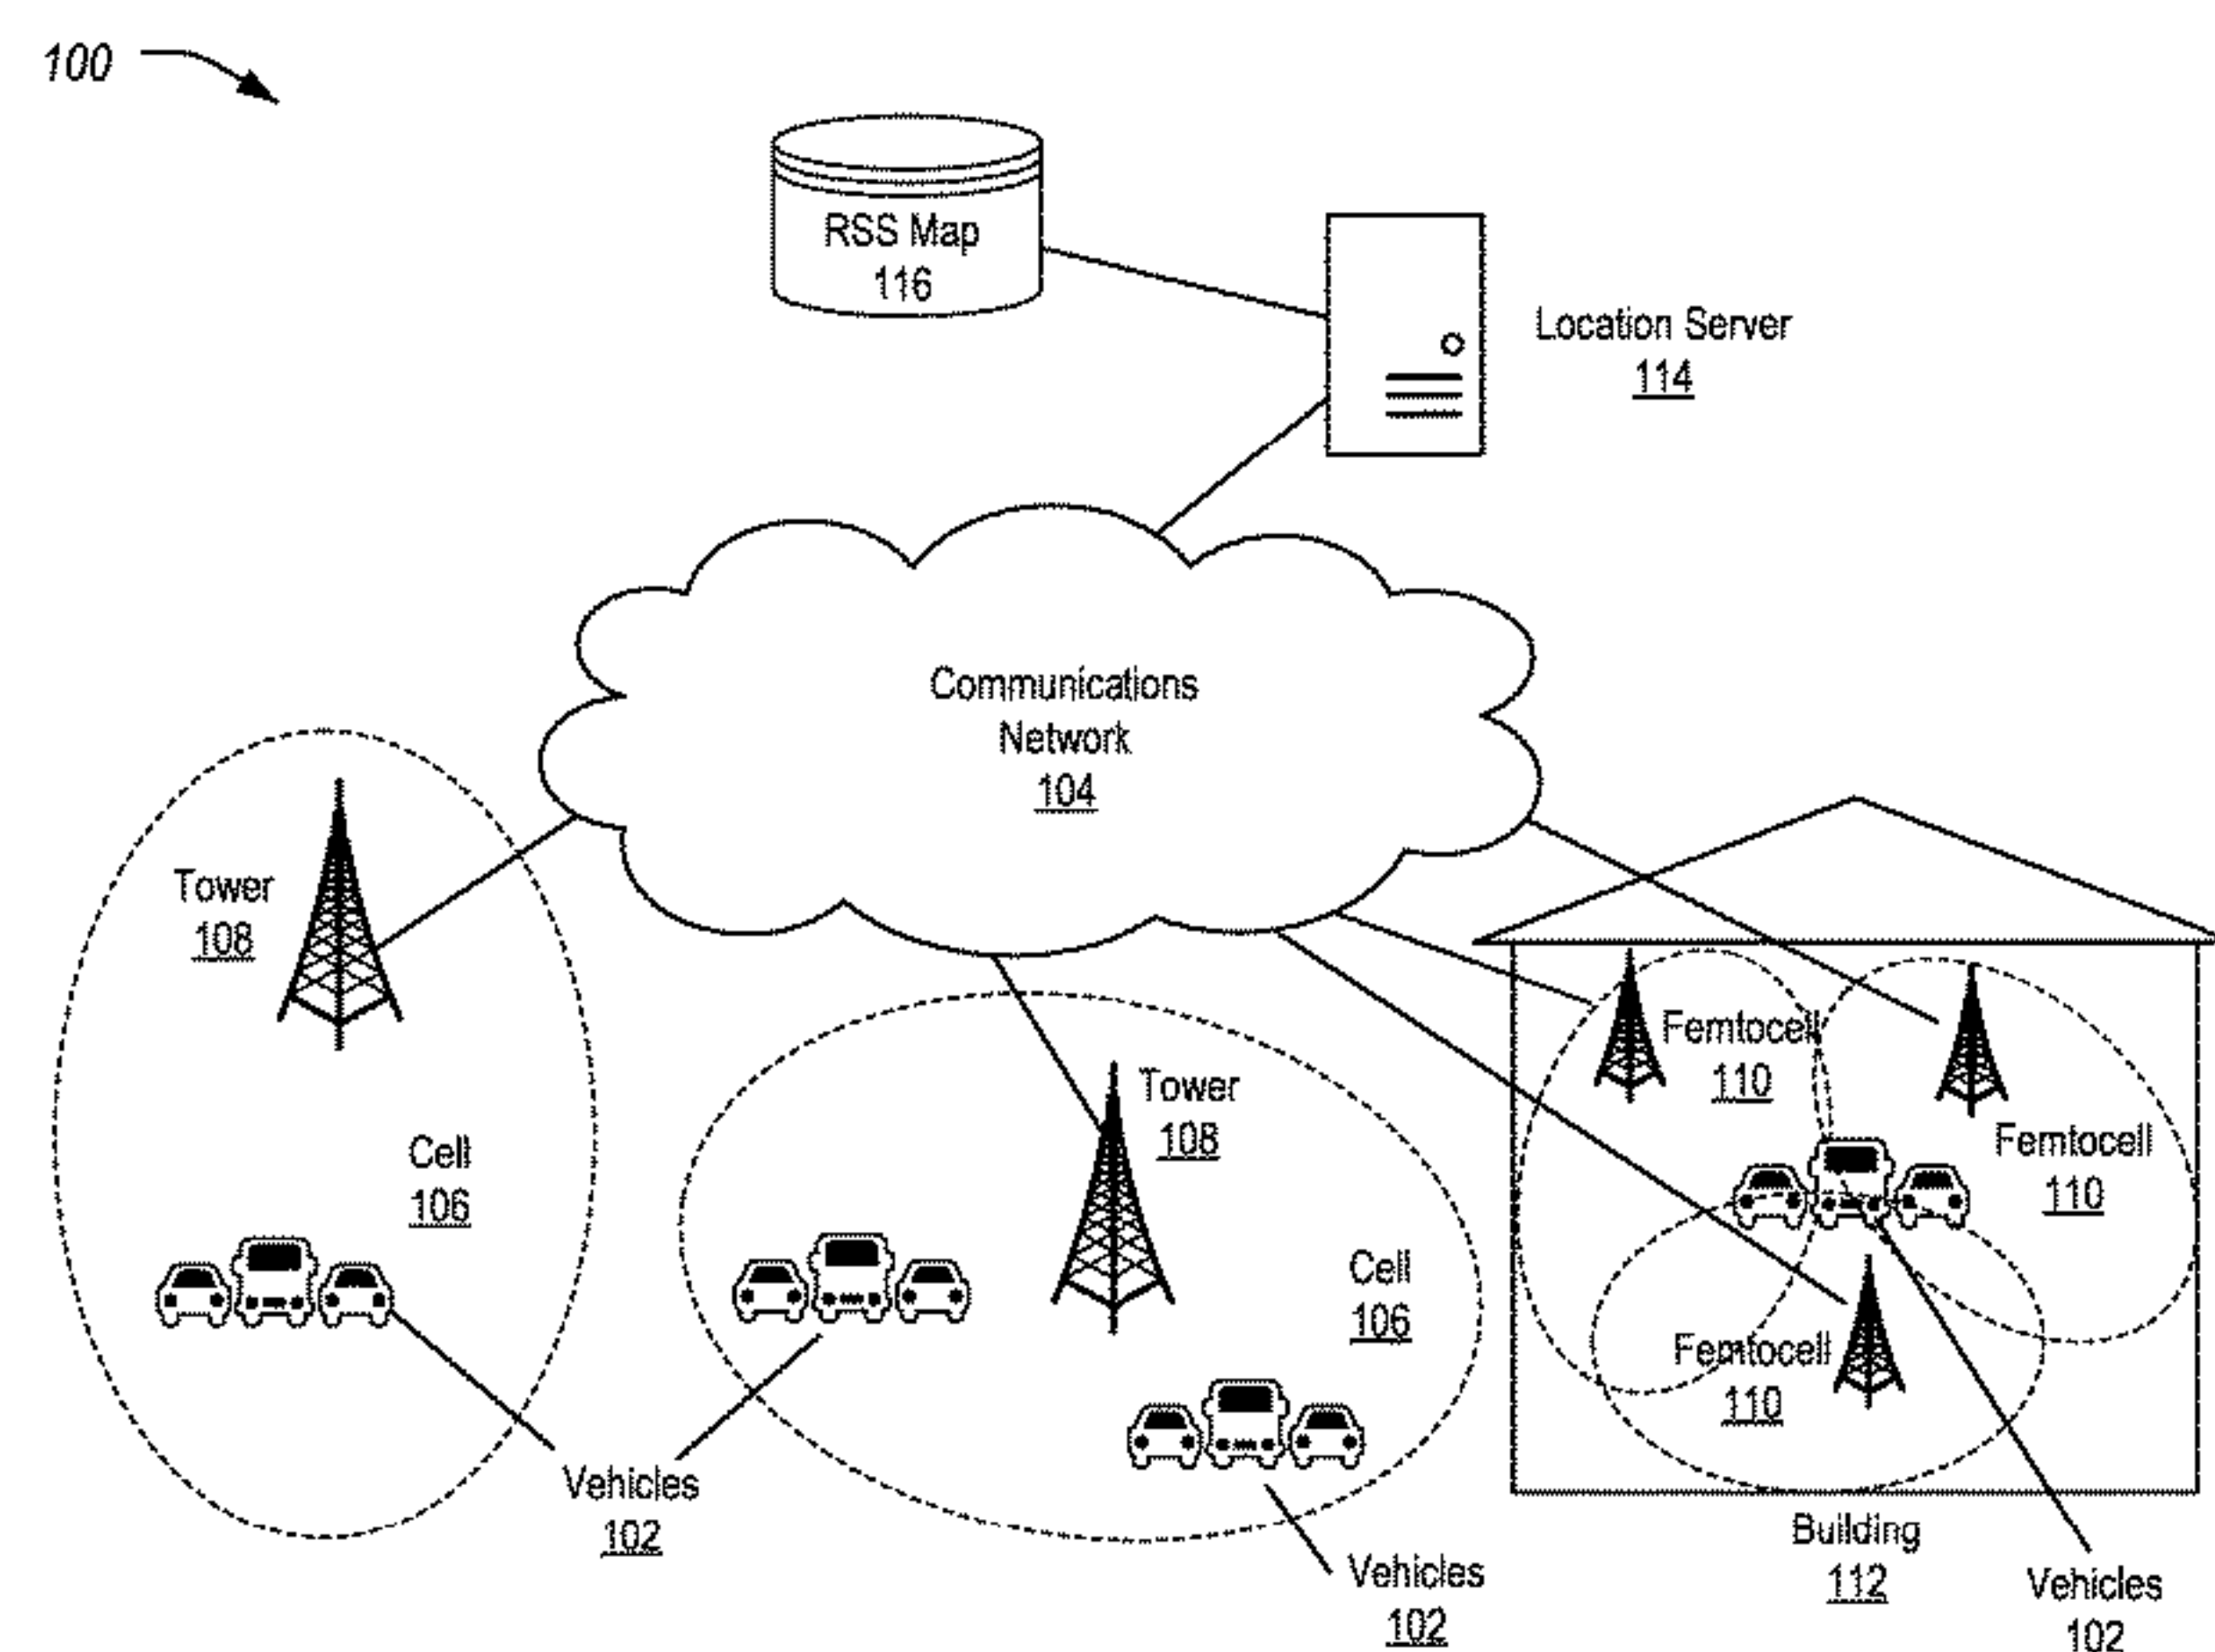 100
RSS Map
116
Location Server
114
Communications
Network
104
Tower
108
Cell
106
Tower
108
Cell
106
Femtocell
110
Femtocell
110
Femtocell
110
Vehicles
102
Vehicles
102
Building
112
Vehicles
102